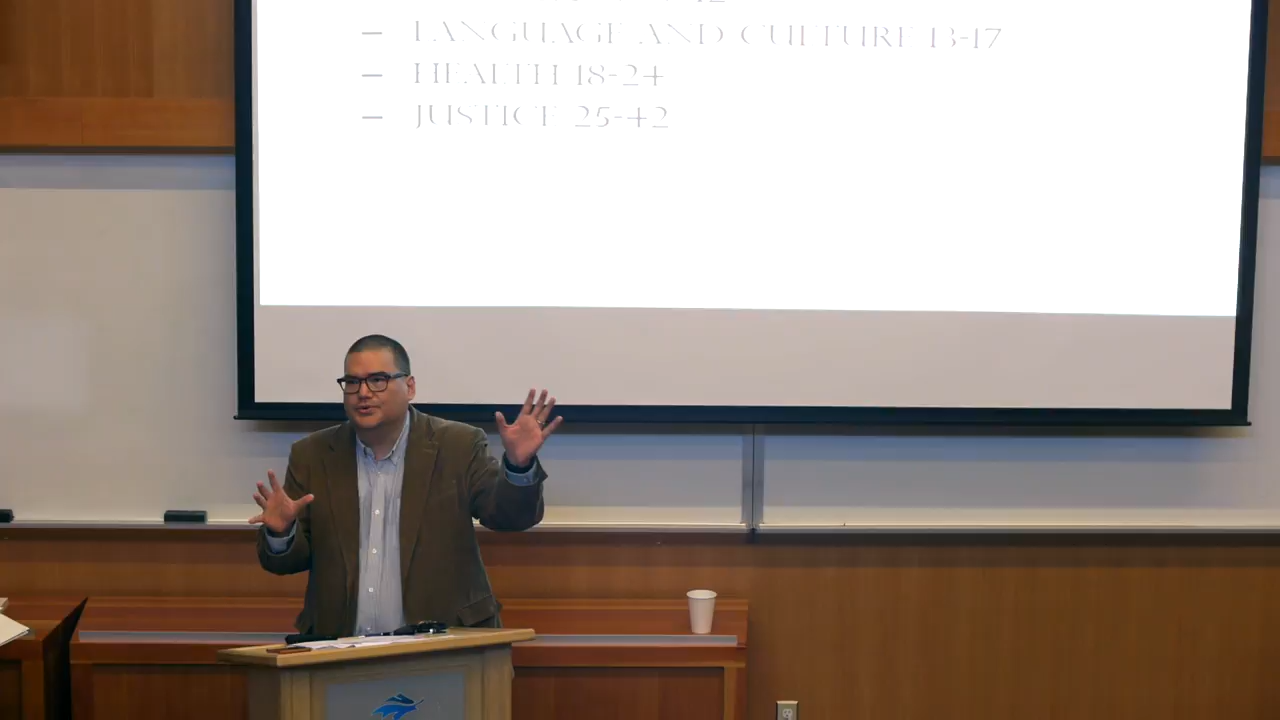 — LANGUAGE AND CULTURE 13-17
— HEALTH 18-24
— JUSTICE 25-42